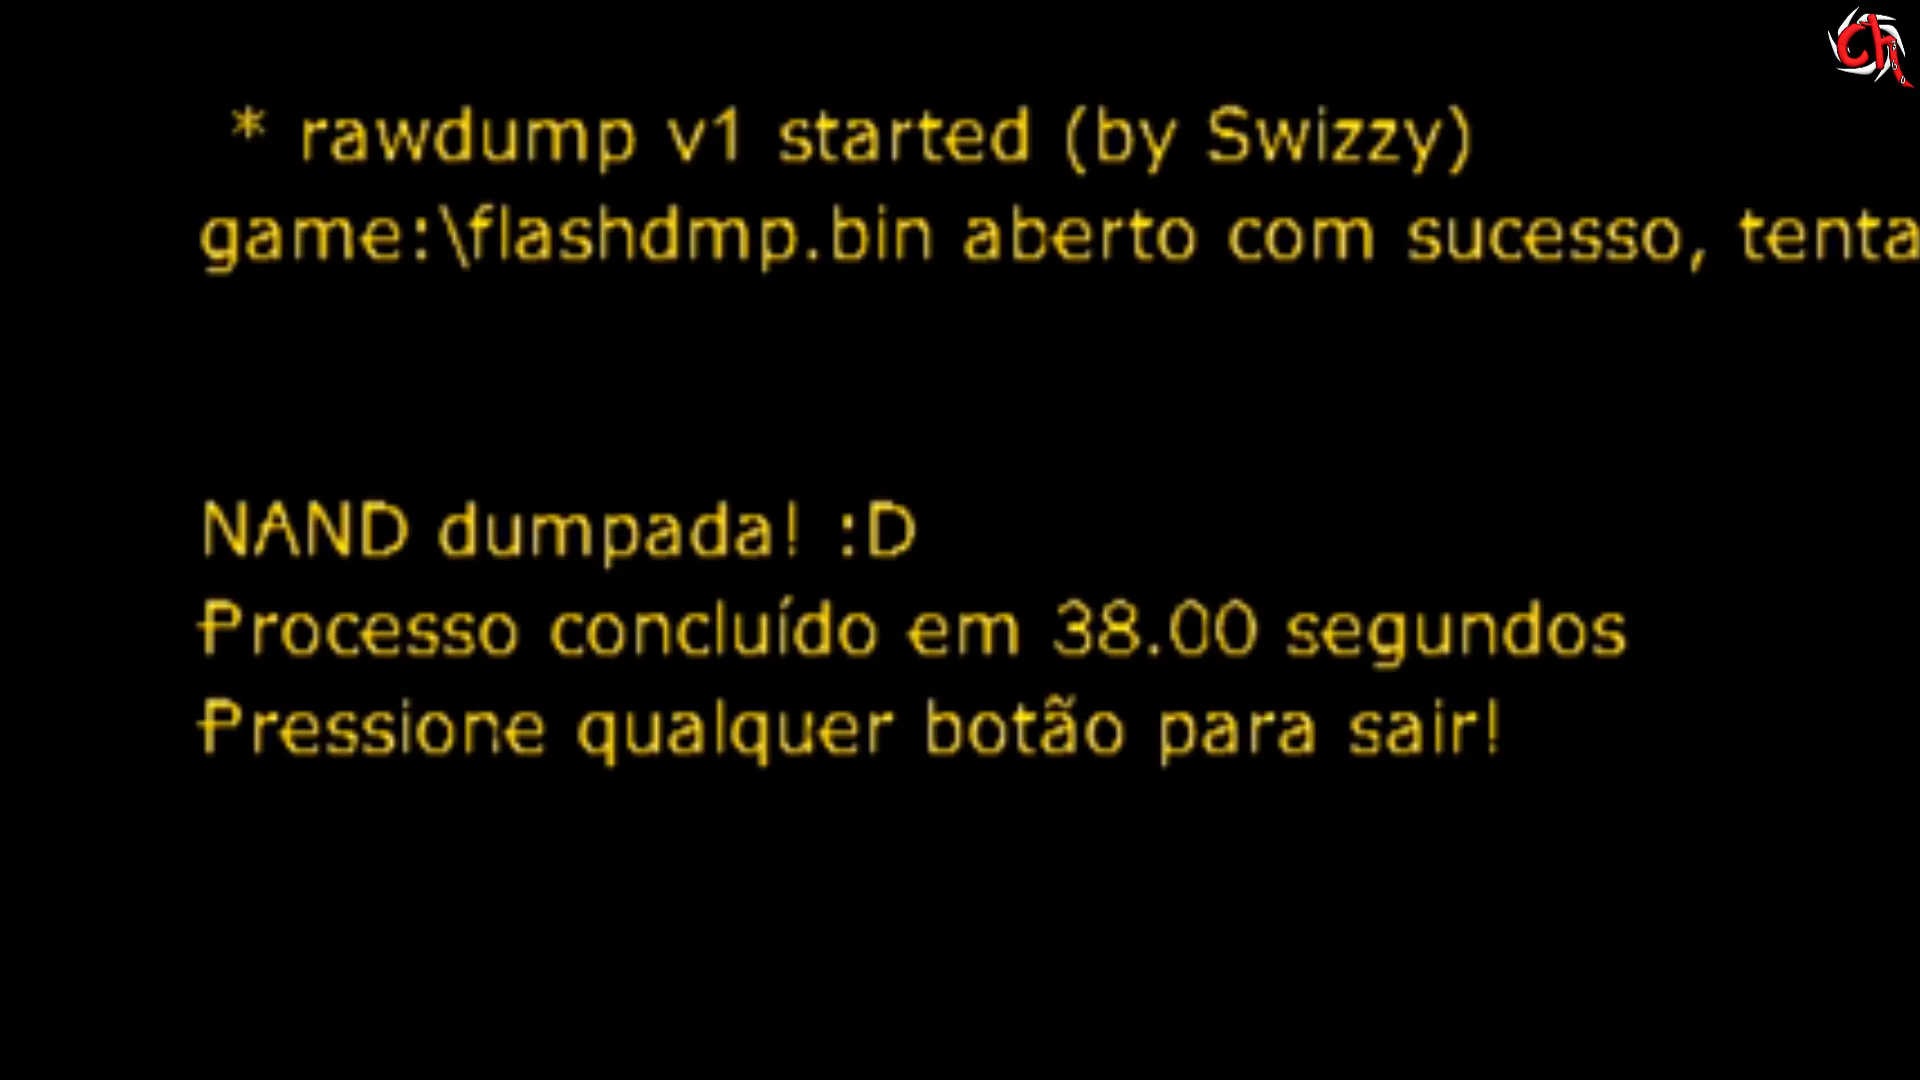 ch
* rawdump v1 started (by Swizzy)
game:\flashdmp.bin aberto com sucesso, tenta
NAND dumpada! :D
Processo concluído em 38.00 segundos
Pressione qualquer botão para sair!